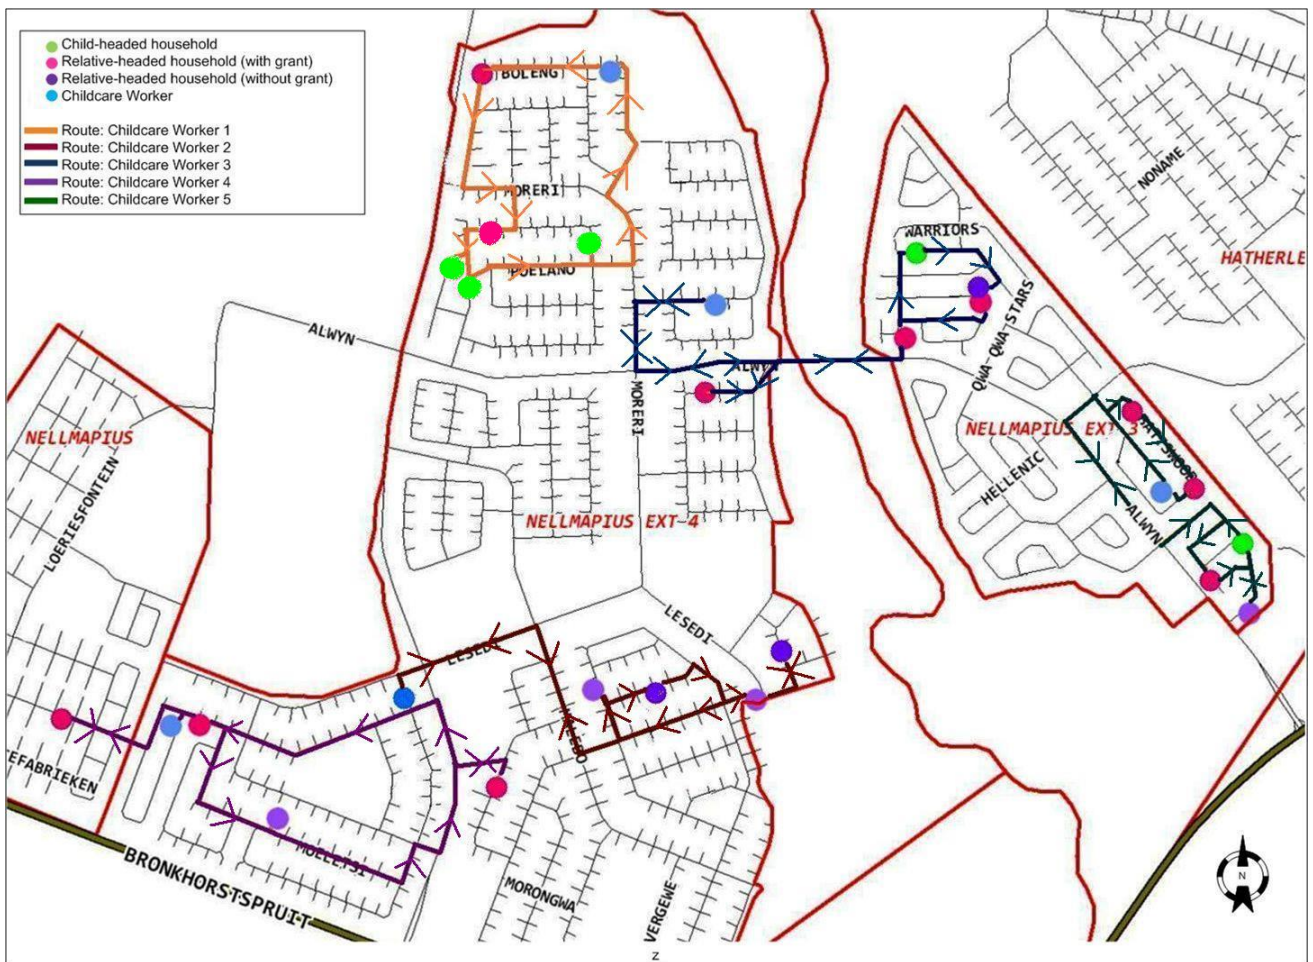 Child-headed household
Relative-headed household (with grant)
Relative-headed household (without grant)
Childcare Worker
Route: Childcare Worker 1
Route: Childcare Worker 2
Route: Childcare Worker 3
Route: Childcare Worker 4
Route: Childcare Worker 5
BOLENG
NONAME
MORERI
WARRIORS
HATHERLE
POELANO
QWA-QWA STARS
ALWYN
ALWYN
MORERI
NELLMAPIUS
NELLMAPIUS EXT 3
HELLENIC
LOERIESFONTEIN
NELLMAPIUS EXT 4
ALWYN
LESEDI
LESEDI
EFABRIEKEN
MOELETSI
BRONKHORSTSPRUIT
MORONGWA
VERGEWE
N
Z